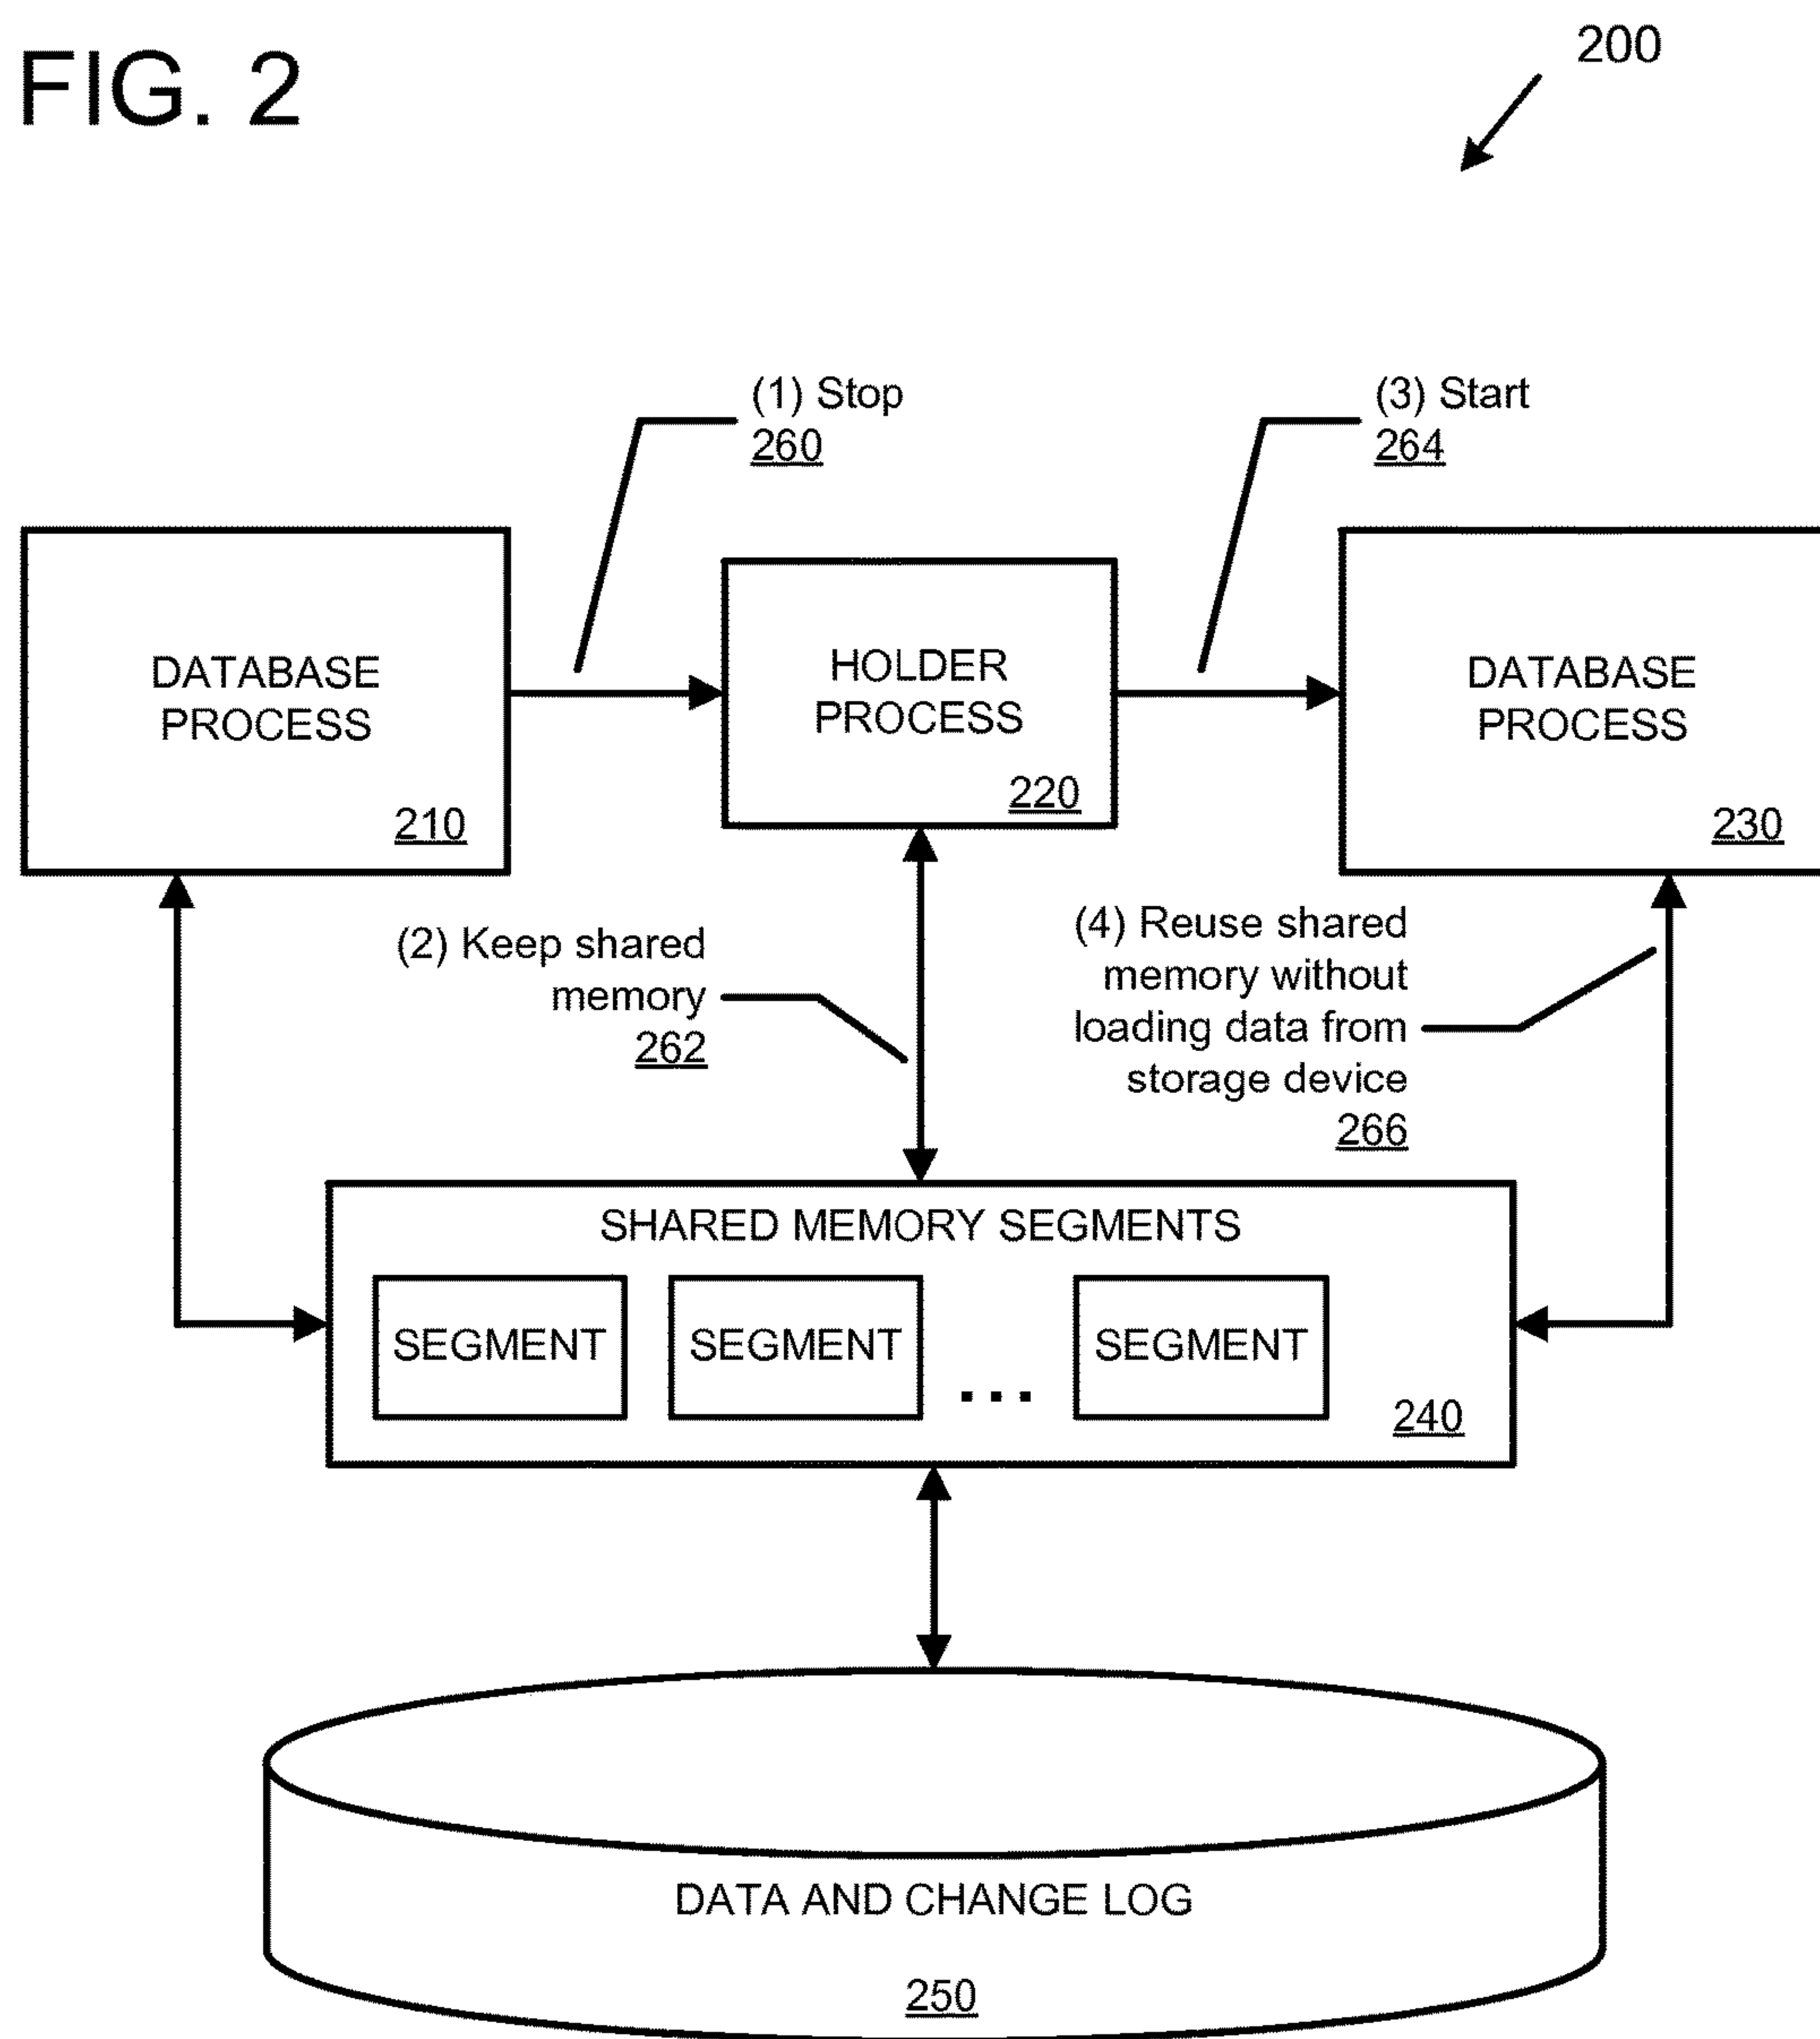 FIG. 2
200
(1) Stop
260
(3) Start
264
DATABASE
PROCESS
210
HOLDER
PROCESS
220
DATABASE
PROCESS
230
(2) Keep shared
memory
262
(4) Reuse shared
memory without
loading data from
storage device
266
SHARED MEMORY SEGMENTS
SEGMENT
SEGMENT
...
SEGMENT
240
DATA AND CHANGE LOG
250